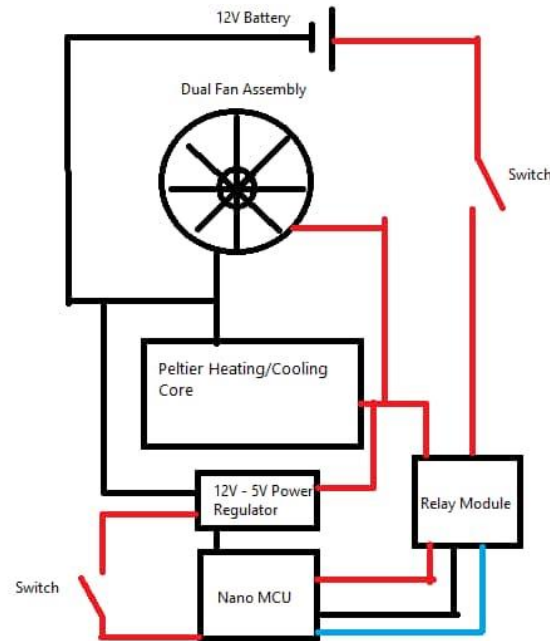 12V Battery
Dual Fan Assembly
Switch
Peltier Heating/Cooling
Core
12V - 5V Power
Regulator
Relay Module
Switch
Nano MCU